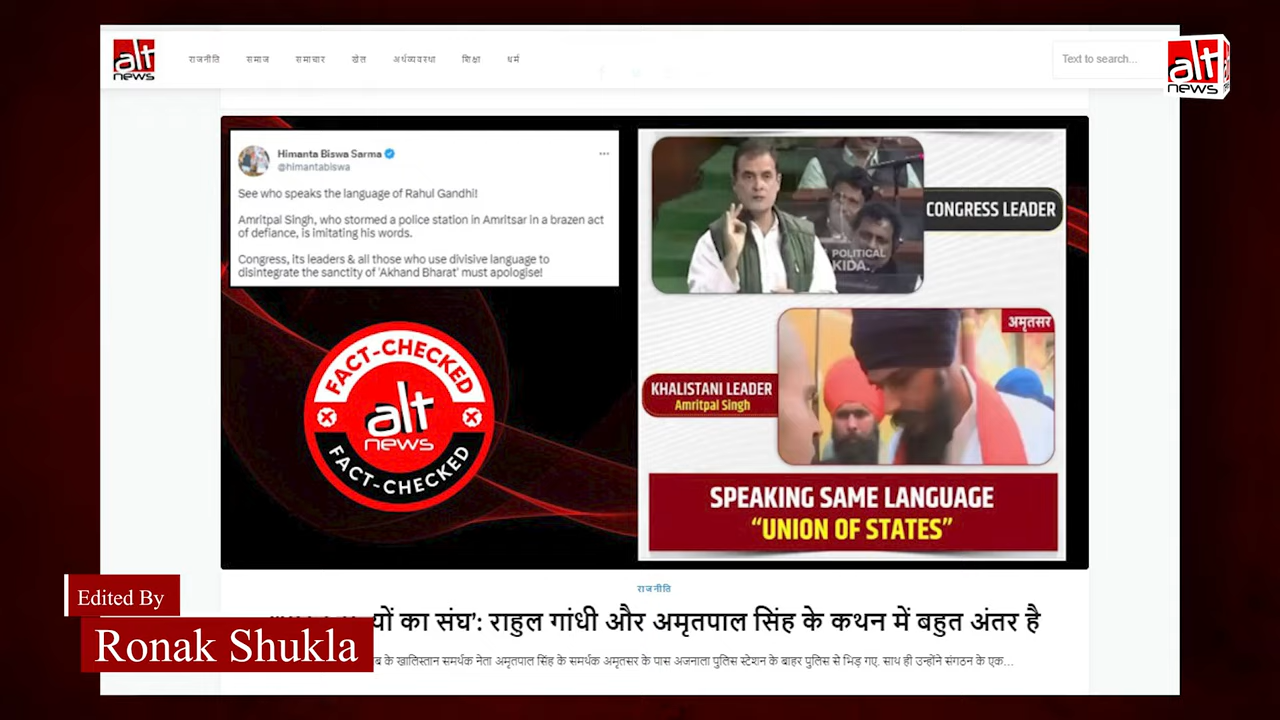 alt
news
राजनीति समाज समाचार खेल अर्थव्यवस्था शिक्षा धर्म
Text to search...
alt
news
Himanta Biswa Sarma
@himantabiswa
See who speaks the language of Rahul Gandhi!
Amritpal Singh, who stormed a police station in Amritsar in a brazen act
of defiance, is imitating his words.
Congress, its leaders & all those who use divisive language to
disintegrate the sanctity of 'Akhand Bharat' must apologise!
FACT-CHECKED
alt
news
FACT-CHECKED
POLITICAL
KIDA.
CONGRESS LEADER
अमृतसर
KHALISTANI LEADER
Amritpal Singh
SPEAKING SAME LANGUAGE
“UNION OF STATES”
राजनीति
का संघ’: राहुल गांधी और अमृतपाल सिंह के कथन में बहुत अंतर है
के खालिस्तान समर्थक नेता अमृतपाल सिंह के समर्थक अमृतसर के पास अजनाला पुलिस स्टेशन के बाहर पुलिस से भिड़ गए. साथ ही उन्होंने संगठन के एक...
Edited By
Ronak Shukla